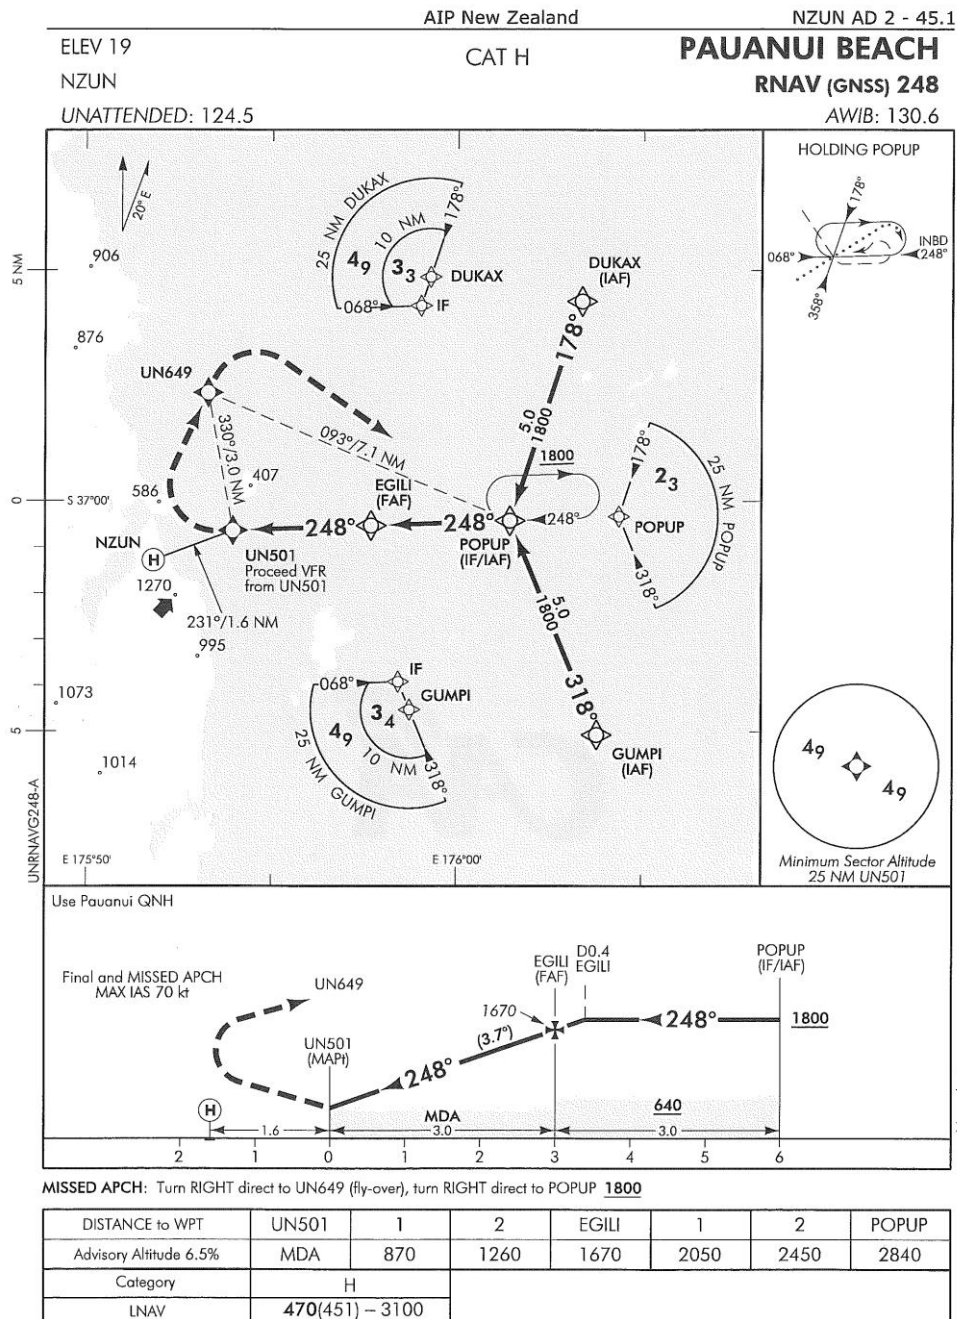 AIP New Zealand
NZUN AD 2 - 45.1
ELEV 19
CAT H
PAUANUI BEACH
NZUN
RNAV (GNSS) 248
UNATTENDED: 124.5
AWIB: 130.6
HOLDING POPUP
178°
INBD
068°
248°
358°
20° E
25 NM DUKAX
10 NM
178°
49
33
DUKAX
068°
IF
906
5 NM
DUKAX
(IAF)
178°
876
5.0
1800
UN649
093°/7.1 NM
330°/3.0 NM
1800
178°
25 NM POPUP
23
407
EGILI
(FAF)
586
0
S 37°00'
248°
248°
248°
POPUP
NZUN
H
UN501
Proceed VFR
from UN501
POPUP
(IF/IAF)
318°
1270
231°/1.6 NM
5.0
1800
995
IF
068°
GUMPI
34
49
10 NM
25 NM GUMPI
318°
318°
1073
5
GUMPI
(IAF)
1014
49
49
UNRNAVG248-A
E 175°50'
E 176°00'
Minimum Sector Altitude
25 NM UN501
Use Pauanui QNH
Final and MISSED APCH
MAX IAS 70 kt
UN649
EGILI
(FAF)
D0.4
EGILI
POPUP
(IF/IAF)
1670
248°
1800
UN501
(MAPt)
(3.7°)
248°
H
MDA
640
1.6
3.0
3.0
2 1 0 1 2 3 4 5 6
MISSED APCH: Turn RIGHT direct to UN649 (fly-over), turn RIGHT direct to POPUP 1800
DISTANCE to WPT UN501 1 2 EGILI 1 2 POPUP
Advisory Altitude 6.5% MDA 870 1260 1670 2050 2450 2840
Category H
LNAV 470(451) – 3100